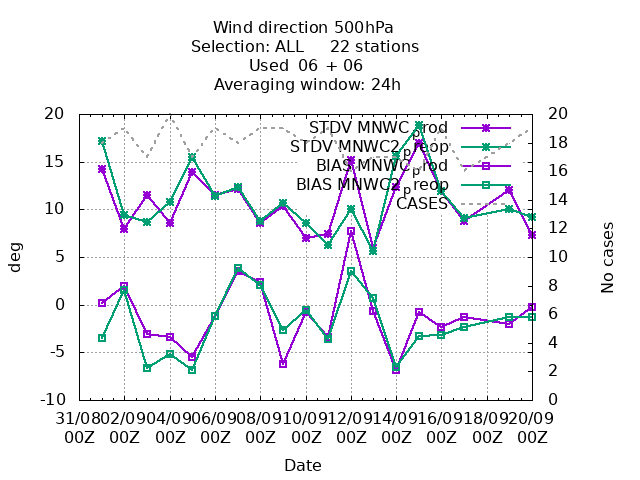 Wind direction 500hPa
Selection: ALL     22 stations
Used  06 + 06
Averaging window: 24h
20 20
15 18
10 16
5 14
0 12
-5 10
-10 8
6
4
2
0
STDV MNWC_prod
STDV MNWC2_preop
BIAS MNWC_prod
BIAS MNWC2_preop
CASES
deg
No cases
31/08 02/09 04/09 06/09 08/09 10/09 12/09 14/09 16/09 18/09 20/09
00Z 00Z 00Z 00Z 00Z 00Z 00Z 00Z 00Z 00Z 00Z
Date